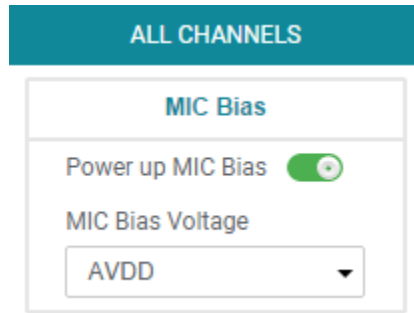 ALL CHANNELS
MIC Bias
Power up MIC Bias
MIC Bias Voltage
AVDD